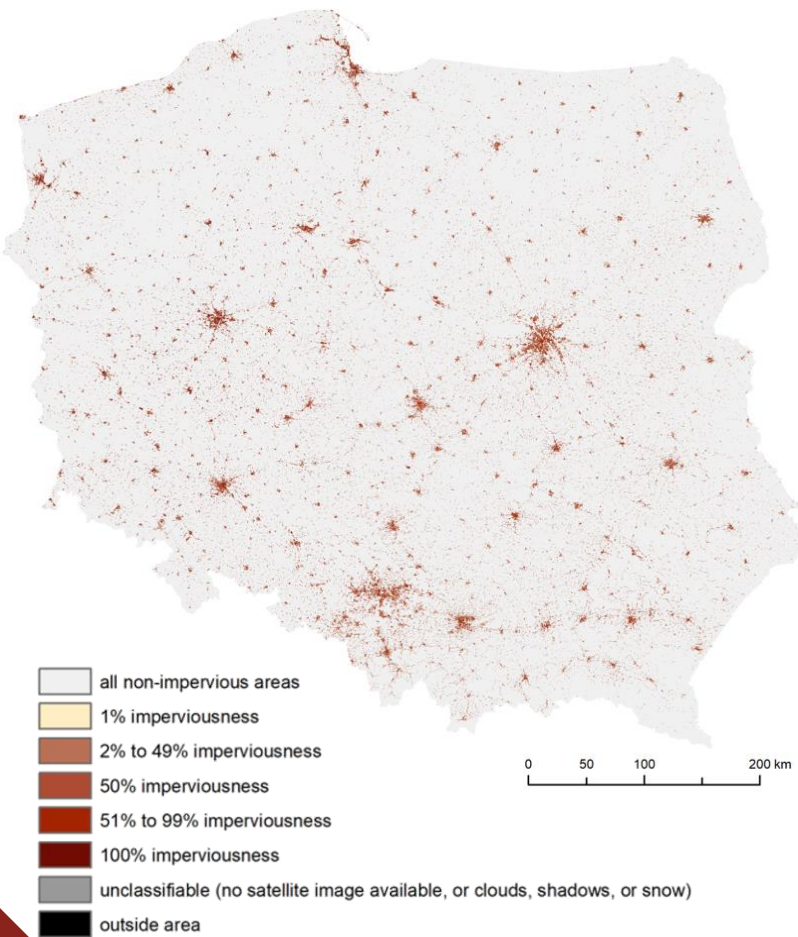 all non-impervious areas
1% imperviousness
2% to 49% imperviousness
50% imperviousness
51% to 99% imperviousness
100% imperviousness
unclassifiable (no satellite image available, or clouds, shadows, or snow)
outside area
0 50 100 200 km